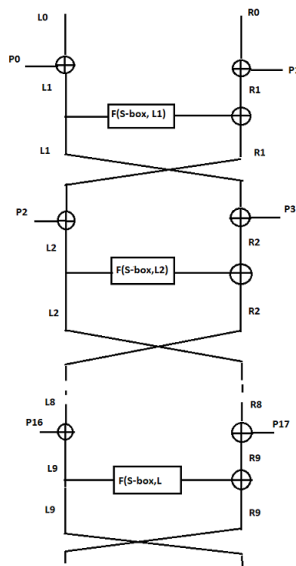 L0 R0
P0 P1
L1 R1
F(S-box, L1)
L1 R1
P2 P3
L2 R2
F(S-box,L2)
L2 R2
L8 R8
P16 P17
L9 R9
F(S-box,L
L9 R9